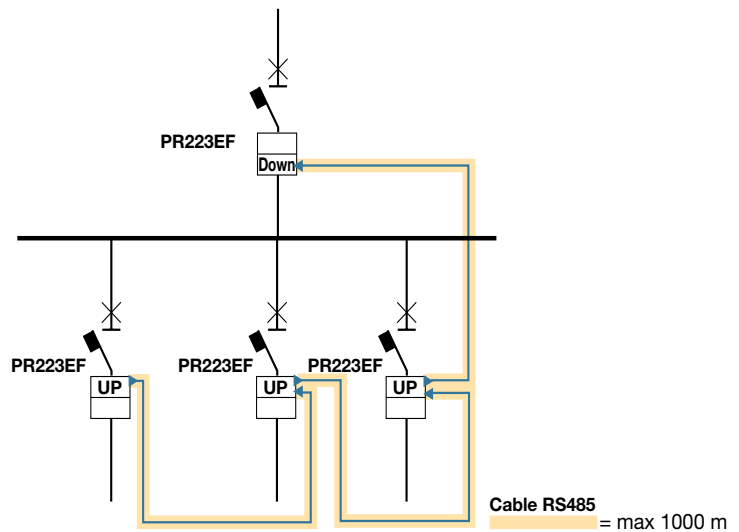 PR223EF
Down
PR223EF
PR223EF
PR223EF
UP
UP
UP
Cable RS485
= max 1000 m